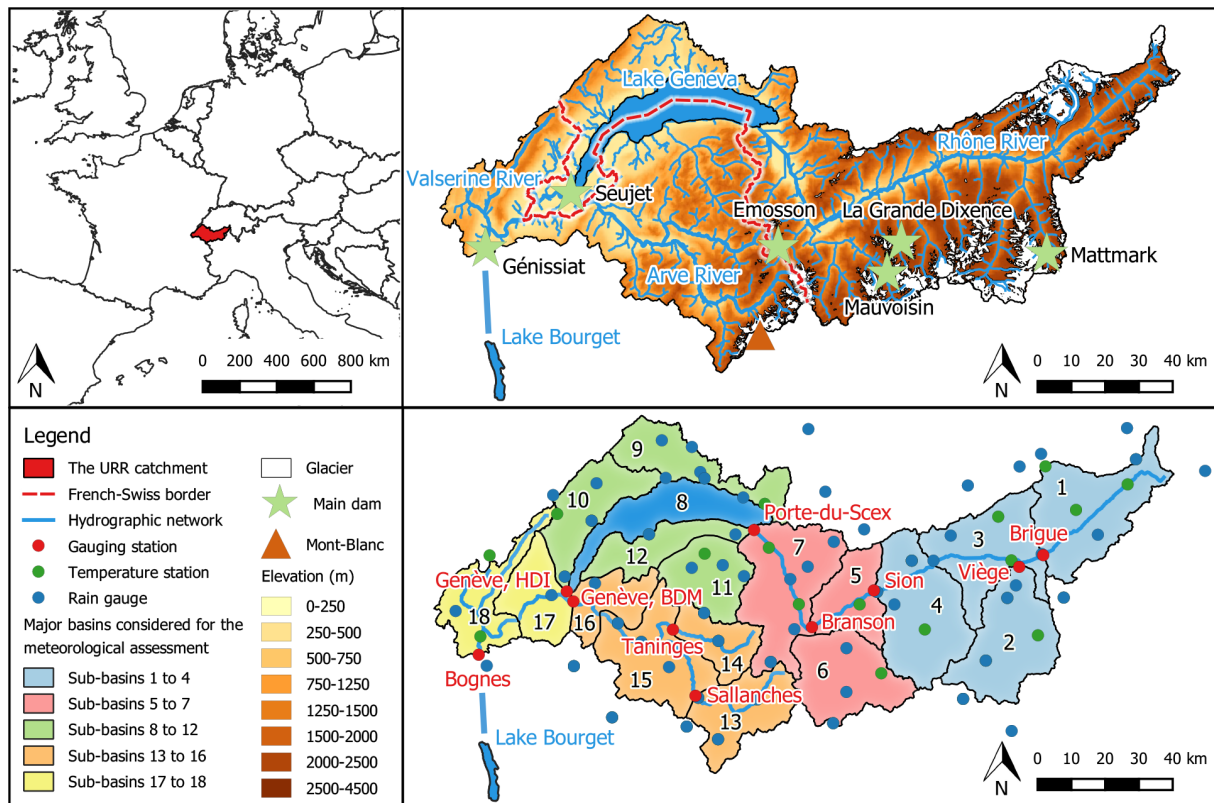 0 200 400 600 800 km
N
Lake Geneva
Rhône River
Valserine River
Seujet
Emosson
La Grande Dixence
Génissiat
Arve River
Mattmark
Mauvoisin
Lake Bourget
N
0 10 20 30 40 km
Legend
The URR catchment
French-Swiss border
Hydrographic network
Gauging station
Temperature station
Rain gauge
Major basins considered for the
meteorological assessment
Sub-basins 1 to 4
Sub-basins 5 to 7
Sub-basins 8 to 12
Sub-basins 13 to 16
Sub-basins 17 to 18
Glacier
Main dam
Mont-Blanc
Elevation (m)
0-250
250-500
500-750
750-1250
1250-1500
1500-2000
2000-2500
2500-4500
9
1
10
8
Porte-du-Scex
Brigue
3
7
12
Viège
Genève, HDI
5
Sion
11
Genève, BDM
4
18
17
16
Branson
2
Taninges
Bognes
14
6
15
Sallanches
13
Lake Bourget
N
0 10 20 30 40 km